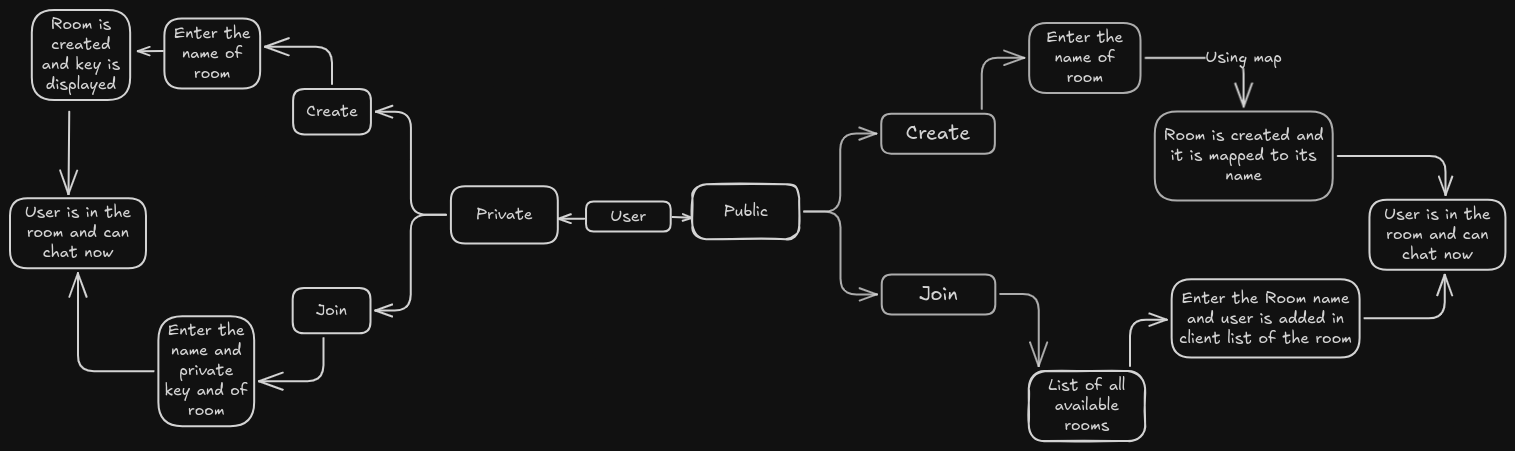 Room is
created
and key is
displayed
Enter the
name of
room
Create
User is in the
room and can
chat now
Join
Enter the
name and
private
key and of
room
Private
User
Public
Create
Enter the
name of
room
Using map
Room is created and
it is mapped to its
name
User is in the
room and can
chat now
Join
List of all
available
rooms
Enter the Room name
and user is added in
client list of the room